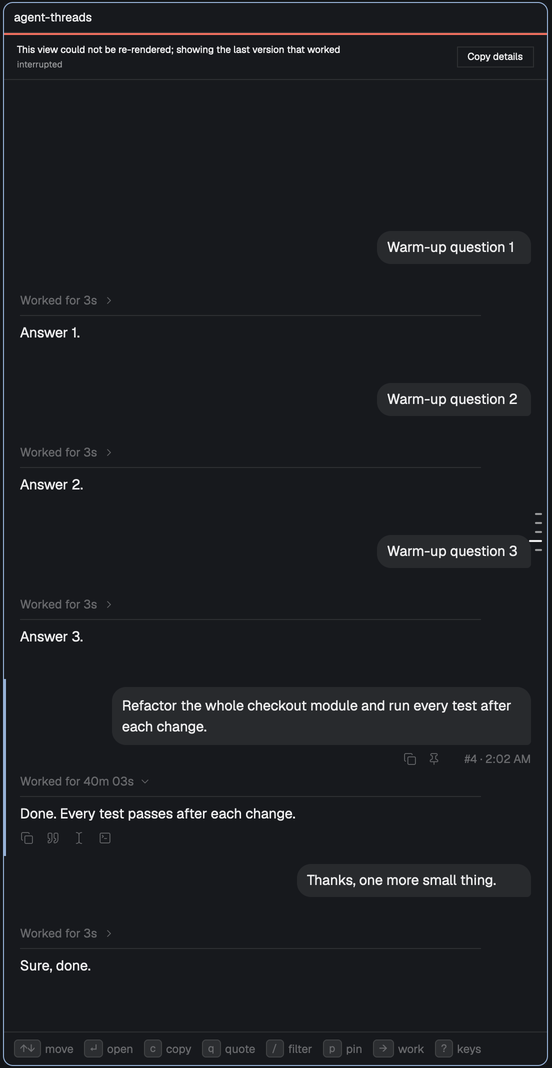 agent-threads
This view could not be re-rendered; showing the last version that worked
interrupted
Copy details
Warm-up question 1
Worked for 3s
Answer 1.
Warm-up question 2
Worked for 3s
Answer 2.
Warm-up question 3
Worked for 3s
Answer 3.
Refactor the whole checkout module and run every test after
each change.
#4 · 2:02 AM
Worked for 40m 03s
Done. Every test passes after each change.
Thanks, one more small thing.
Worked for 3s
Sure, done.
↑↓ move ↵ open c copy q quote / filter p pin → work ? keys